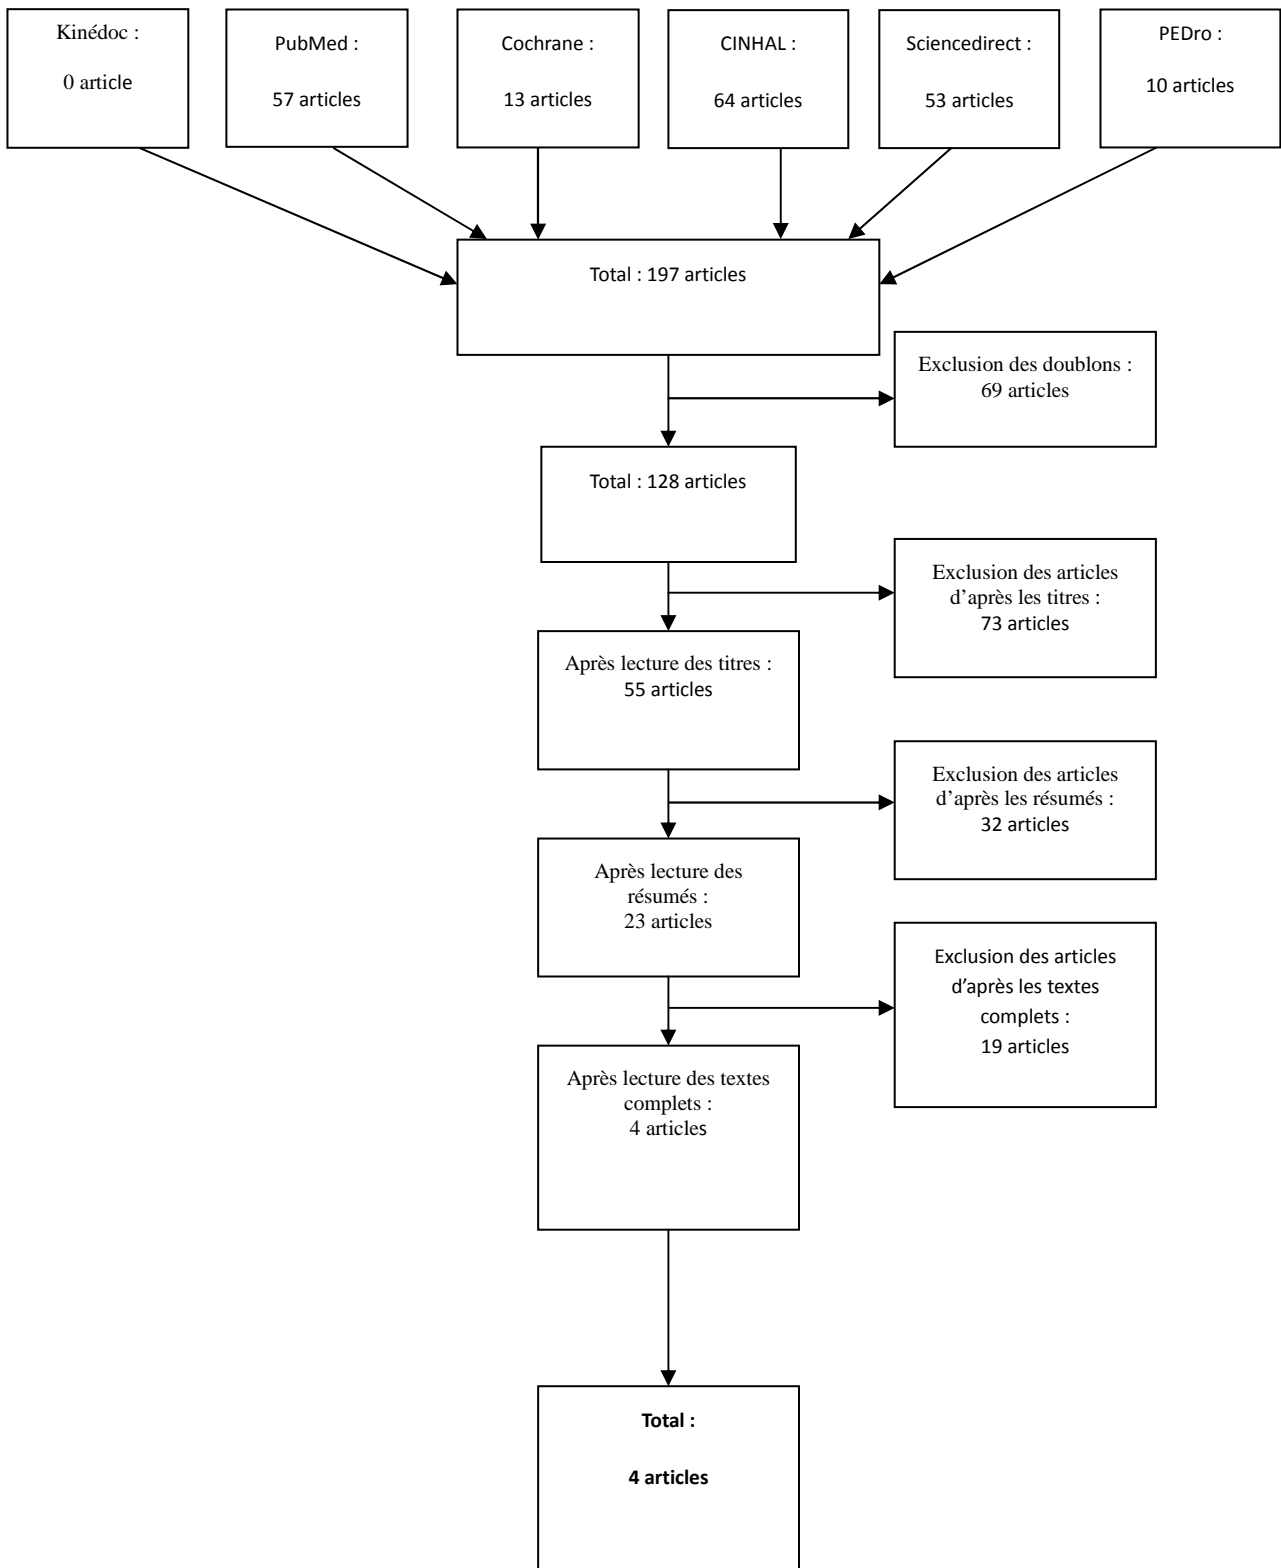 Kinédoc :
0 article
PubMed :
57 articles
Cochrane :
13 articles
CINHAL :
64 articles
Sciencedirect :
53 articles
PEDro :
10 articles
Total : 197 articles
Exclusion des doublons :
69 articles
Total : 128 articles
Exclusion des articles
d’après les titres :
73 articles
Après lecture des titres :
55 articles
Exclusion des articles
d’après les résumés :
32 articles
Après lecture des
résumés :
23 articles
Exclusion des articles
d’après les textes
complets :
19 articles
Après lecture des textes
complets :
4 articles
Total :
4 articles